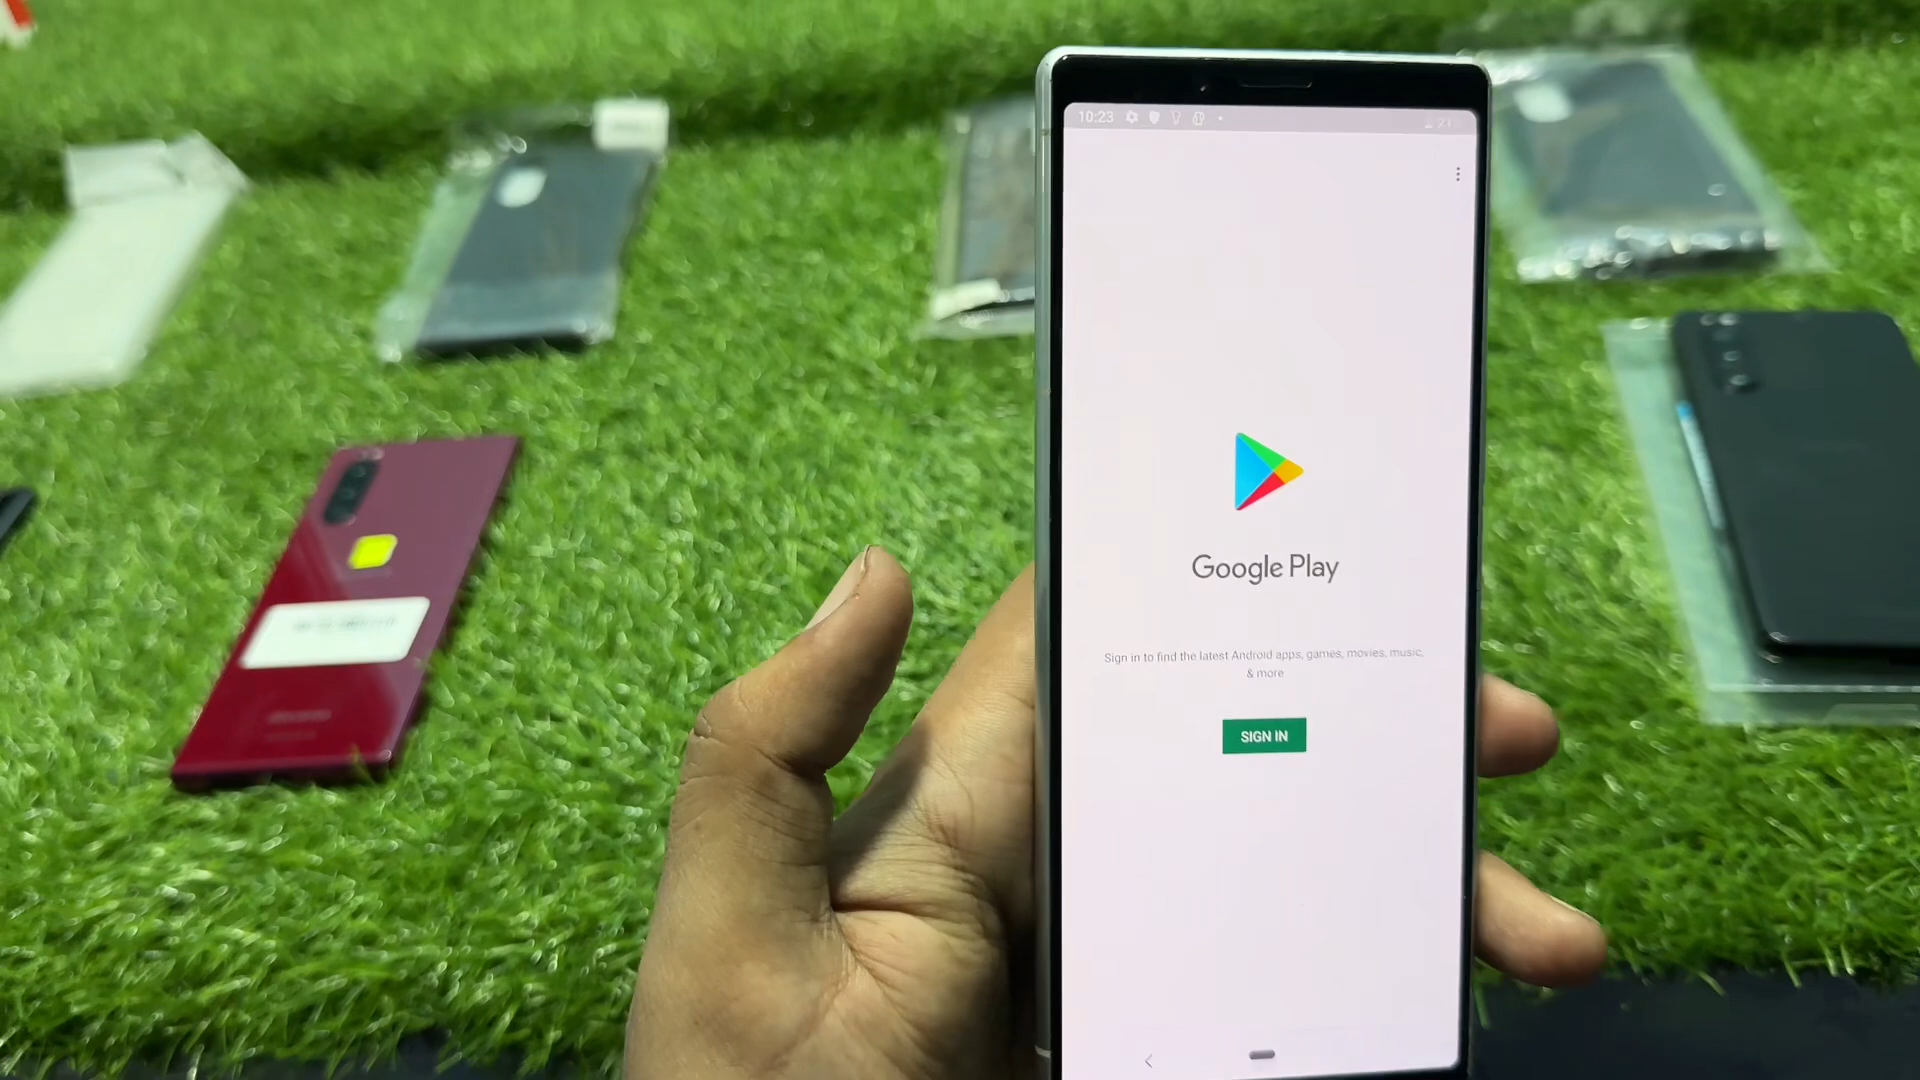 10:23
Google Play
Sign in to find the latest Android apps, games, movies, music,
& more
SIGN IN